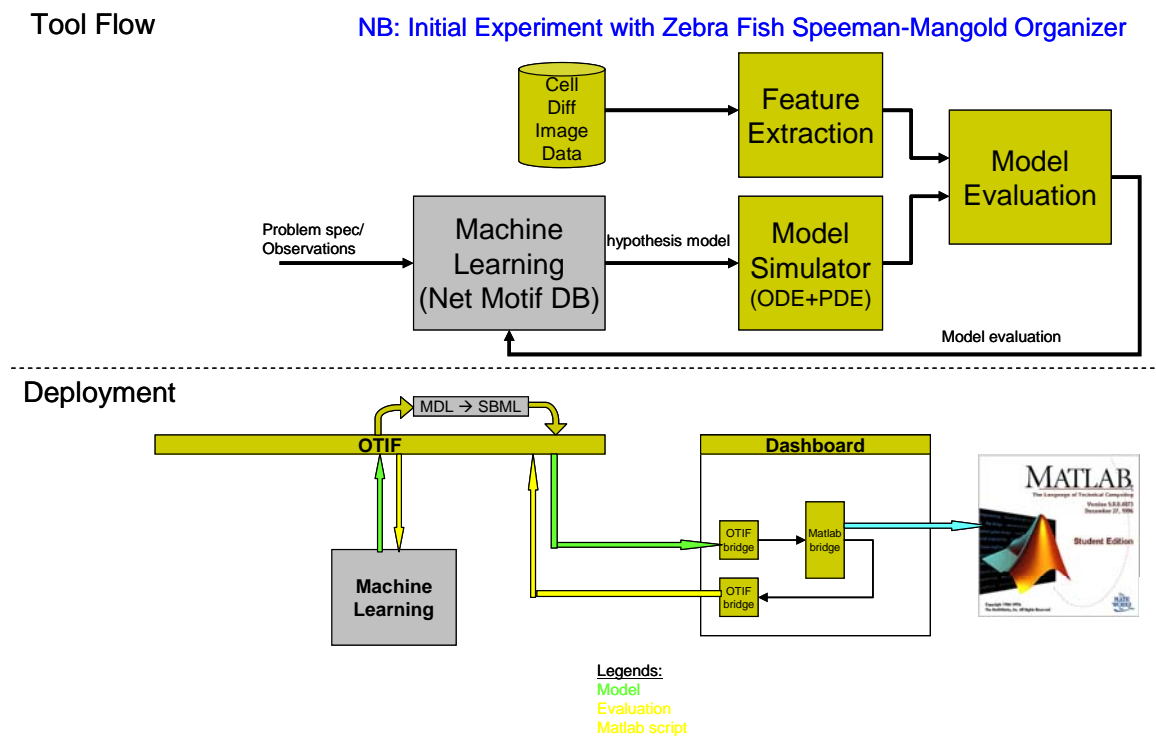 Tool Flow
NB: Initial Experiment with Zebra Fish Speeman-Mangold Organizer
Cell
Diff
Image
Data
Feature
Extraction
Model
Evaluation
Problem spec/
Observations
Machine
Learning
(Net Motif DB)
hypothesis model
Model
Simulator
(ODE+PDE)
Model evaluation
Deployment
MDL → SBML
OTIF
Dashboard
OTIF
bridge
Matlab
bridge
OTIF
bridge
Machine
Learning
MATLAB
The Language of Technical Computing
December 27, 1996
Student Edition
Legends:
Model
Evaluation
Matlab script